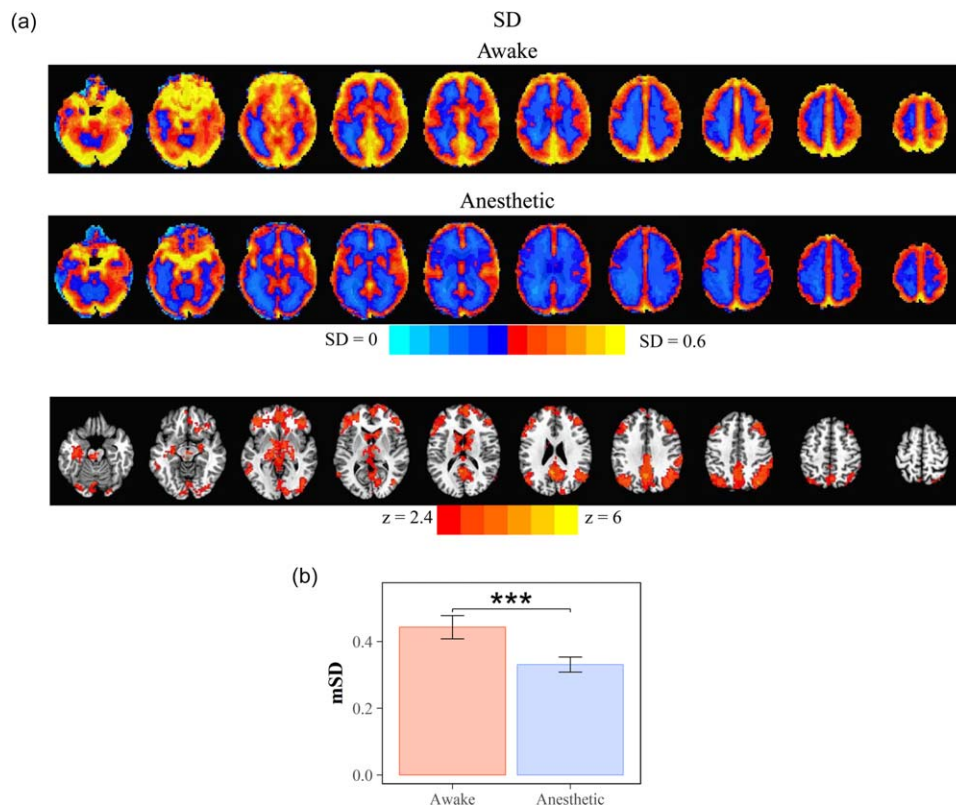 (a)
SD
Awake
Anesthetic
SD = 0
SD = 0.6
z = 2.4
z = 6
(b)
***
0.4
mSD
0.2
0.0
Awake
Anesthetic